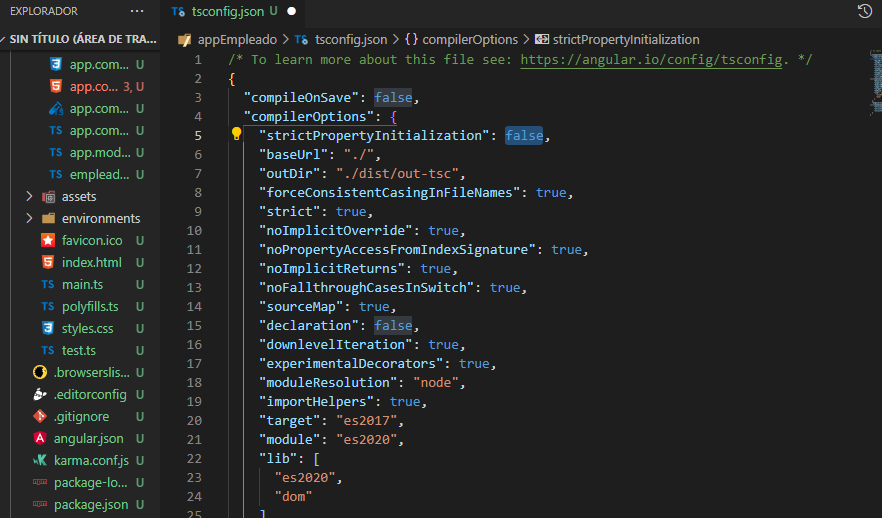 EXPLORADOR ...
SIN TÍTULO (ÁREA DE TRA...
app.com... U
app.co... 3, U
app.com... U
app.com... U
app.mod... U
emplead... U
assets
environments
favicon.ico U
index.html U
main.ts U
polyfills.ts U
styles.css U
test.ts U
.browserslis... U
.editorconfig U
.gitignore U
angular.json U
karma.conf.js U
package-lo... U
package.json U
TS tsconfig.json U
appEmpleado > TS tsconfig.json > {} compilerOptions > strictPropertyInitialization
1 /* To learn more about this file see: https://angular.io/config/tsconfig. */
2 {
3 "compileOnSave": false,
4 "compilerOptions": {
5 "strictPropertyInitialization": false,
6 "baseUrl": "./",
7 "outDir": "./dist/out-tsc",
8 "forceConsistentCasingInFileNames": true,
9 "strict": true,
10 "noImplicitOverride": true,
11 "noPropertyAccessFromIndexSignature": true,
12 "noImplicitReturns": true,
13 "noFallthroughCasesInSwitch": true,
14 "sourceMap": true,
15 "declaration": false,
16 "downlevelIteration": true,
17 "experimentalDecorators": true,
18 "moduleResolution": "node",
19 "importHelpers": true,
20 "target": "es2017",
21 "module": "es2020",
22 "lib": [
23 "es2020",
24 "dom"
25 ]